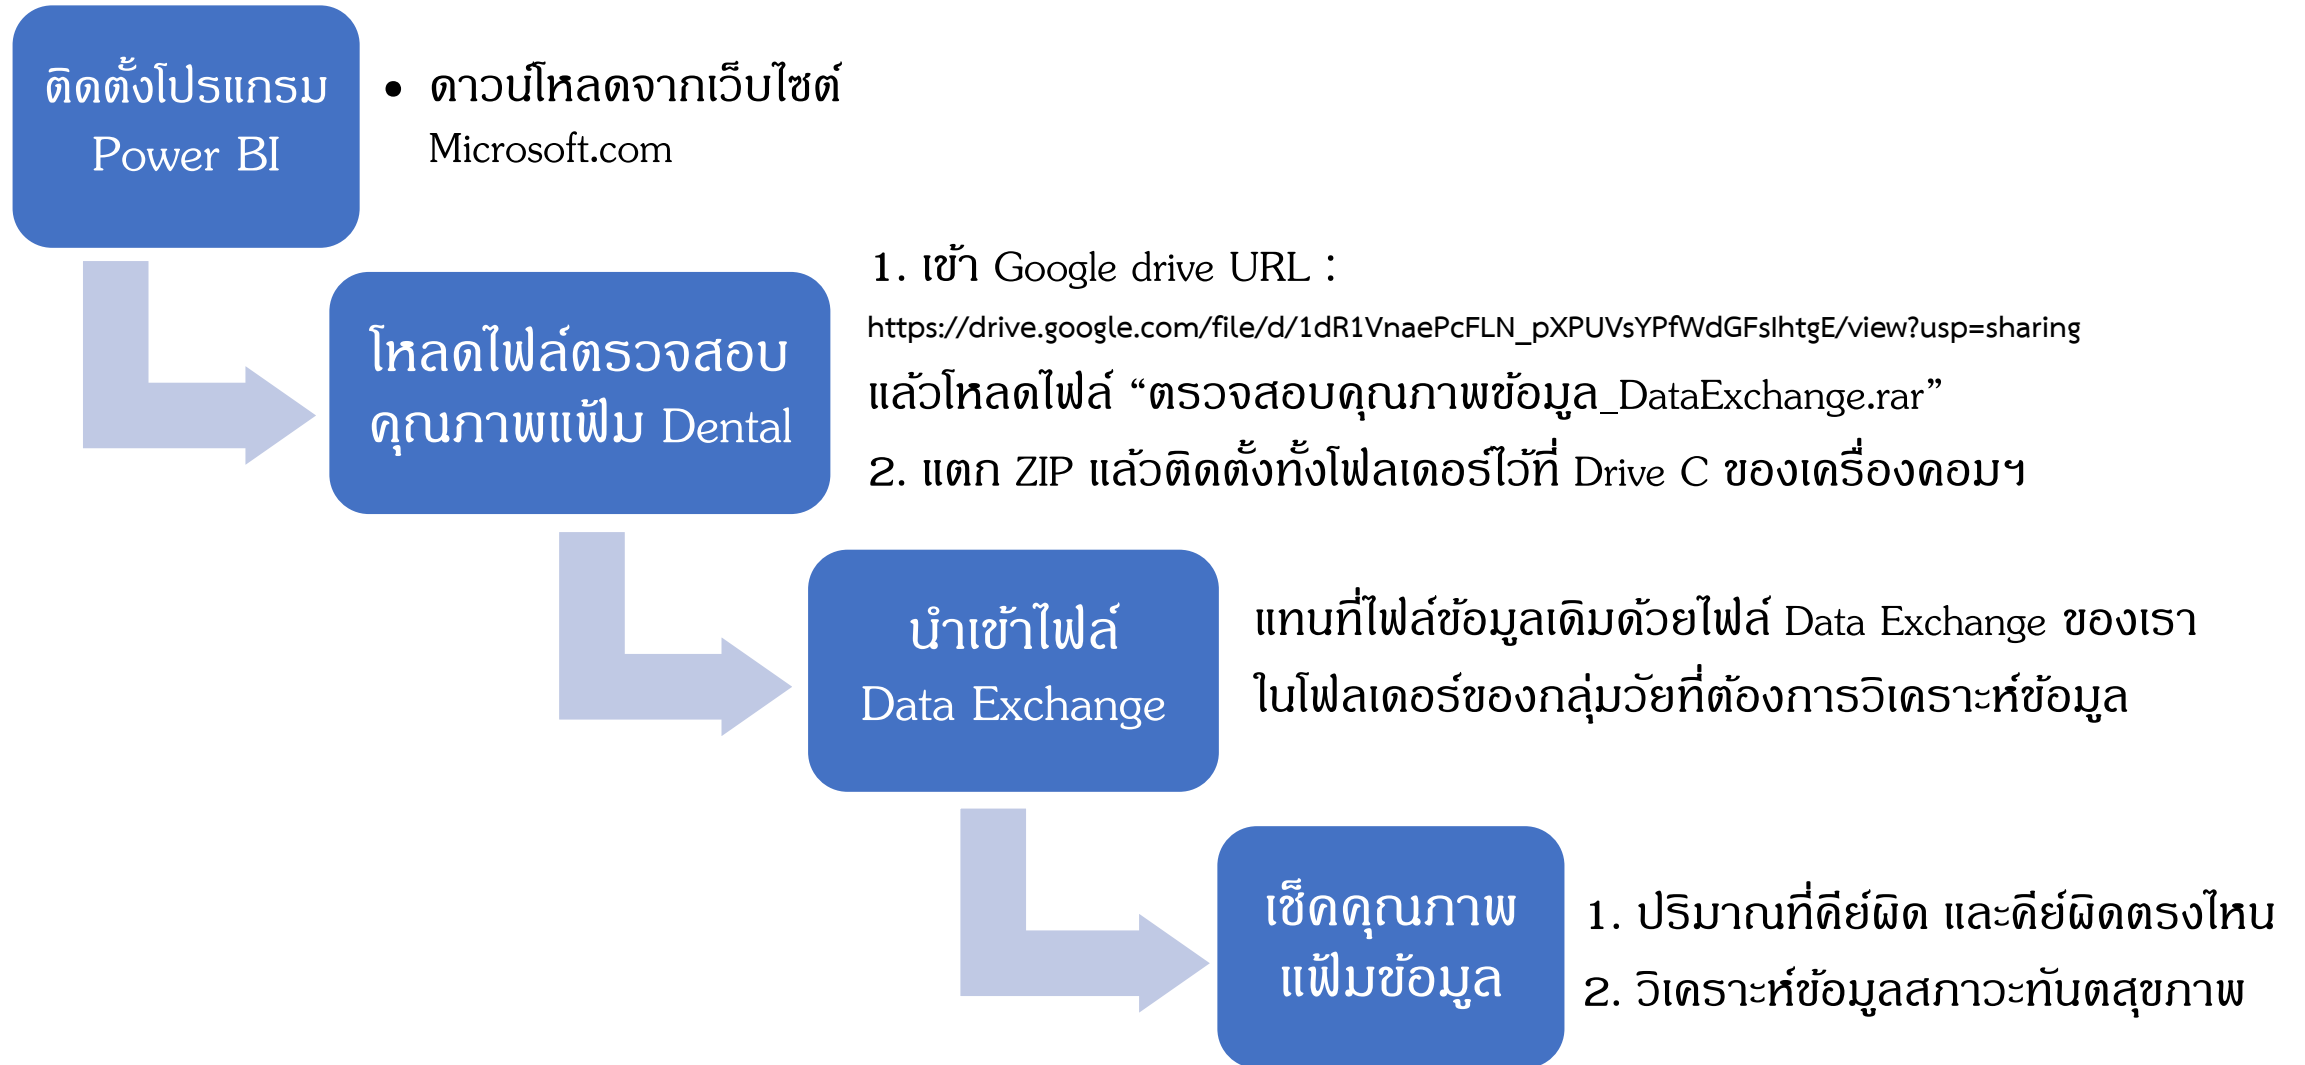 ติดตั้งโปรแกรม
Power BI
• ดาวน์โหลดจากเว็บไซต์
Microsoft.com
โหลดไฟล์ตรวจสอบ
คุณภาพแฟ้ม Dental
1. เข้า Google drive URL :
https://drive.google.com/file/d/1dR1VnaePcFLN_pXPUVsYPfWdGFsIhtgE/view?usp=sharing
แล้วโหลดไฟล์ “ตรวจสอบคุณภาพข้อมูล_DataExchange.rar”
2. แตก ZIP แล้วติดตั้งทั้งโฟลเดอร์ไว้ที่ Drive C ของเครื่องคอมฯ
นำเข้าไฟล์
Data Exchange
แทนที่ไฟล์ข้อมูลเดิมด้วยไฟล์ Data Exchange ของเรา
ในโฟลเดอร์ของกลุ่มวัยที่ต้องการวิเคราะห์ข้อมูล
เช็คคุณภาพ
แฟ้มข้อมูล
1. ปริมาณที่คีย์ผิด และคีย์ผิดตรงไหน
2. วิเคราะห์ข้อมูลสภาวะทันตสุขภาพ